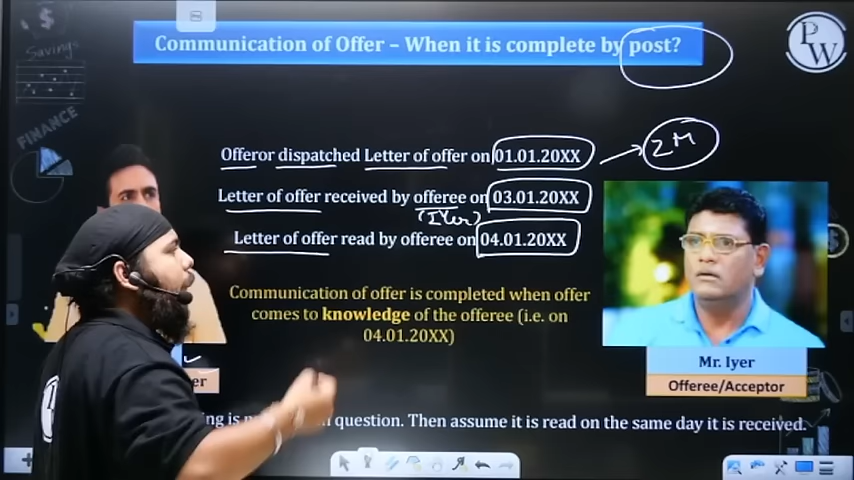 Savings
FINANCE
Communication of Offer – When it is complete by post?
PW
Offeror dispatched Letter of offer on 01.01.20XX
2M
Letter of offer received by offeree on 03.01.20XX
(Iyer)
Letter of offer read by offeree on 04.01.20XX
Communication of offer is completed when offer
comes to knowledge of the offeree (i.e. on
04.01.20XX)
Mr. Iyer
Offeree/Acceptor
question. Then assume it is read on the same day it is received.